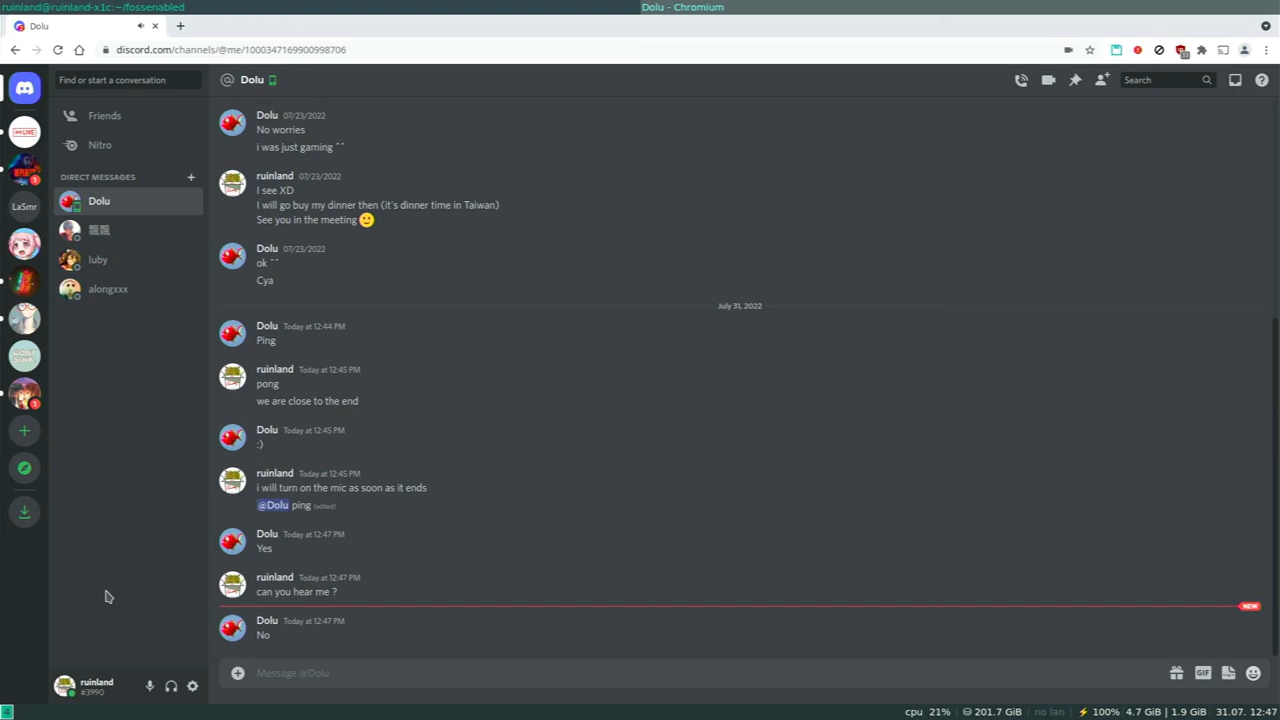 ruinland@ruinland-x1c:~/fossenabled
Dolu - Chromium
Dolu
discord.com/channels/@me/1000347169900998706
Find or start a conversation
Dolu
Search
Friends
Nitro
DIRECT MESSAGES
Dolu
luby
alongxxx
LIVE
1
LaSmr
1
Dolu 07/23/2022
No worries
i was just gaming ^^
ruinland 07/23/2022
I see XD
I will go buy my dinner then (it's dinner time in Taiwan)
See you in the meeting
Dolu 07/23/2022
ok ^^
Cya
July 31, 2022
Dolu Today at 12:44 PM
Ping
ruinland Today at 12:45 PM
pong
we are close to the end
Dolu Today at 12:45 PM
:)
ruinland Today at 12:45 PM
i will turn on the mic as soon as it ends
@Dolu ping (edited)
Dolu Today at 12:47 PM
Yes
ruinland Today at 12:47 PM
can you hear me ?
NEW
Dolu Today at 12:47 PM
No
Message @Dolu
GIF
ruinland
#3990
4
cpu 21% 201.7 GiB no lan 100% 4.7 GiB | 1.9 GiB 31.07. 12:47